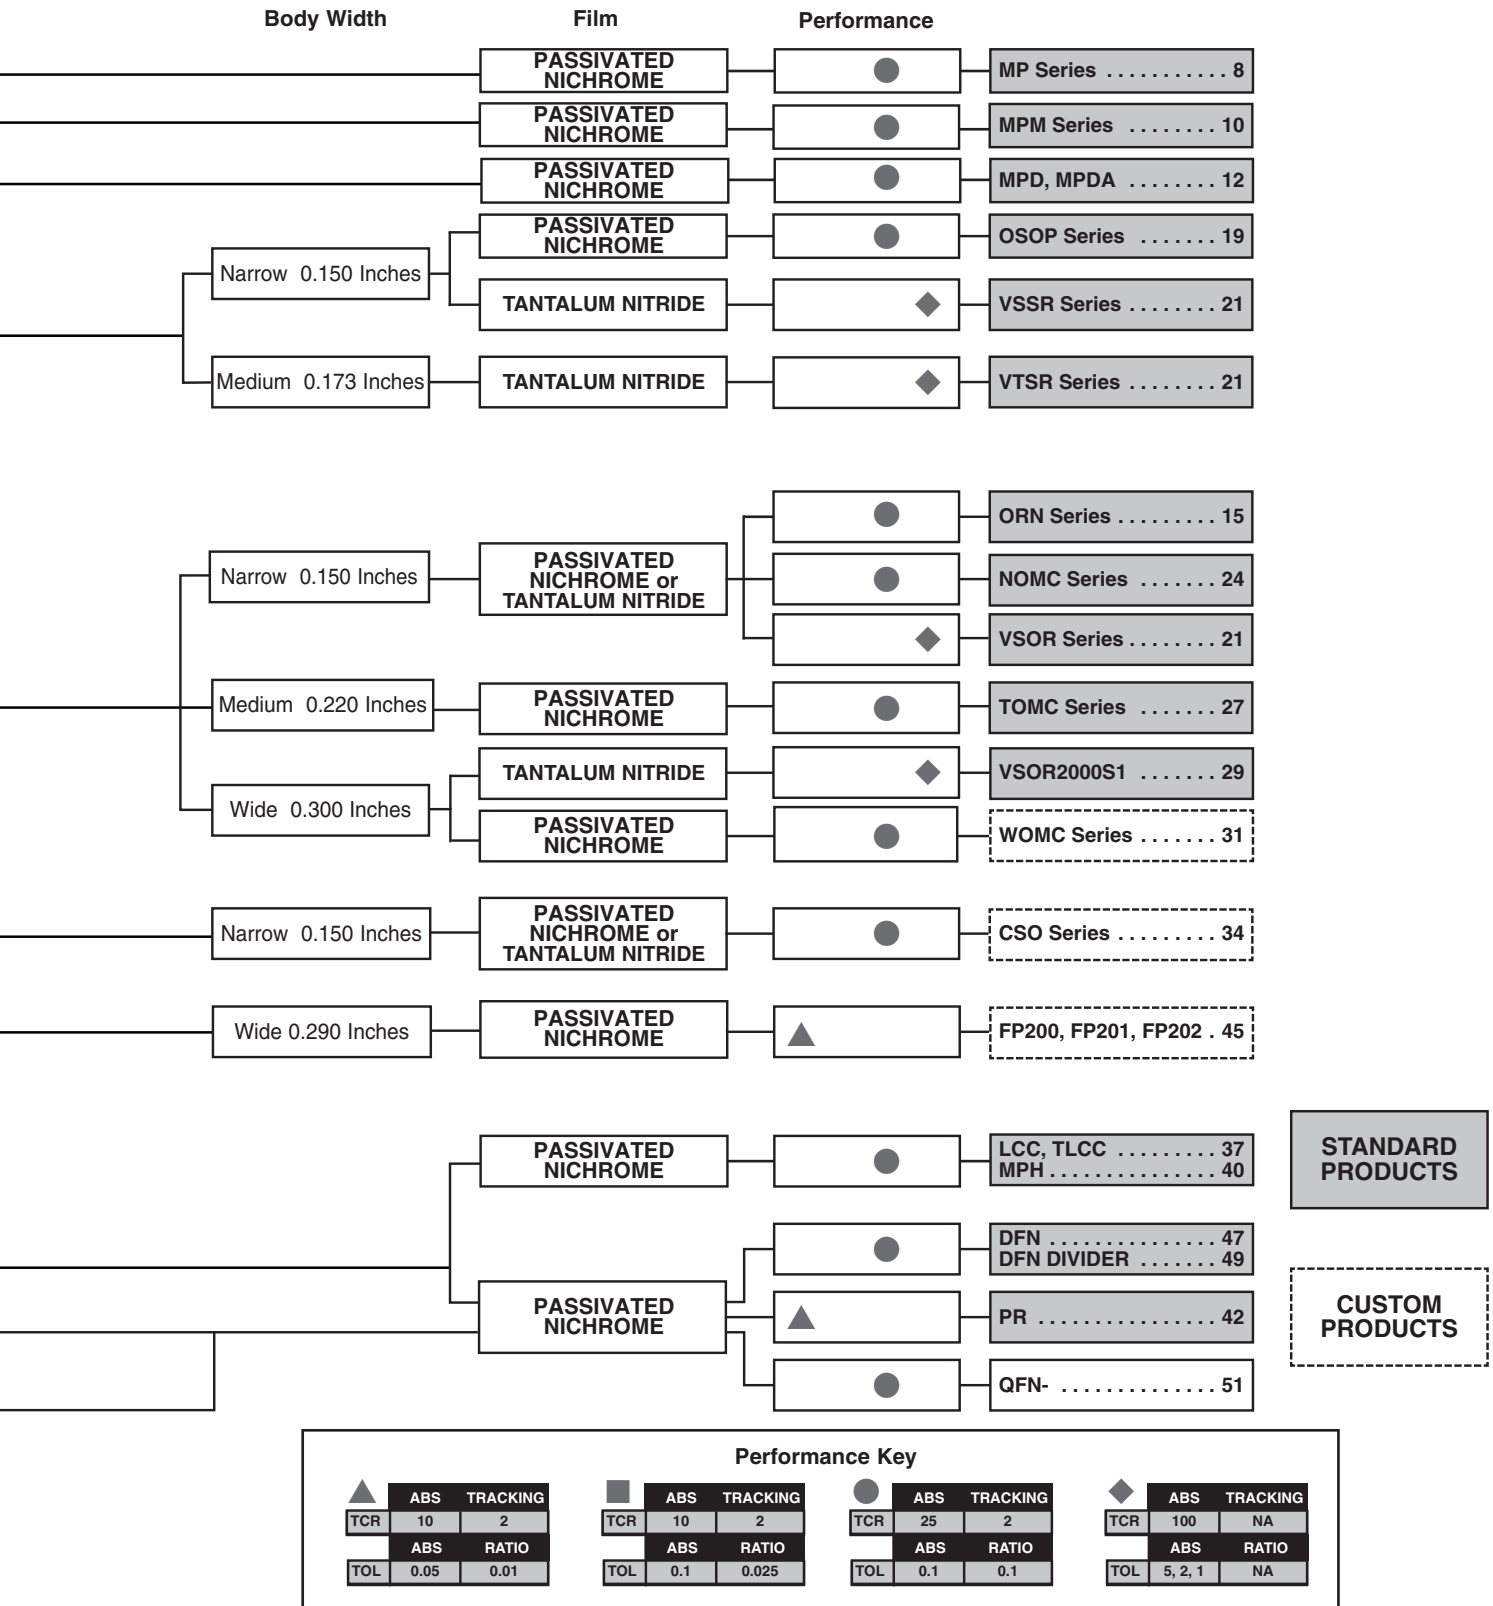 Body Width Film Performance
PASSIVATED
NICHROME
MP Series . . . . . . . . . . . 8
PASSIVATED
NICHROME
MPM Series . . . . . . . . 10
PASSIVATED
NICHROME
MPD, MPDA . . . . . . . . 12
PASSIVATED
NICHROME
OSOP Series . . . . . . . 19
Narrow 0.150 Inches
TANTALUM NITRIDE
VSSR Series . . . . . . . . 21
Medium 0.173 Inches
TANTALUM NITRIDE
VTSR Series . . . . . . . . 21
ORN Series . . . . . . . . . 15
Narrow 0.150 Inches
PASSIVATED
NICHROME or
TANTALUM NITRIDE
NOMC Series . . . . . . . 24
VSOR Series . . . . . . . . 21
Medium 0.220 Inches
PASSIVATED
NICHROME
TOMC Series . . . . . . . 27
TANTALUM NITRIDE
VSOR2000S1 . . . . . . . 29
Wide 0.300 Inches
PASSIVATED
NICHROME
WOMC Series . . . . . . . 31
Narrow 0.150 Inches
PASSIVATED
NICHROME or
TANTALUM NITRIDE
CSO Series . . . . . . . . . 34
Wide 0.290 Inches
PASSIVATED
NICHROME
FP200, FP201, FP202 . 45
PASSIVATED
NICHROME
LCC, TLCC . . . . . . . . . 37
MPH . . . . . . . . . . . . . . . 40
STANDARD
PRODUCTS
DFN . . . . . . . . . . . . . . . 47
DFN DIVIDER . . . . . . . 49
PASSIVATED
NICHROME
PR . . . . . . . . . . . . . . . . 42
CUSTOM
PRODUCTS
QFN- . . . . . . . . . . . . . . 51
Performance Key
ABS TRACKING
TCR 10 2
ABS RATIO
TOL 0.05 0.01
ABS TRACKING
TCR 10 2
ABS RATIO
TOL 0.1 0.025
ABS TRACKING
TCR 25 2
ABS RATIO
TOL 0.1 0.1
ABS TRACKING
TCR 100 NA
ABS RATIO
TOL 5, 2, 1 NA